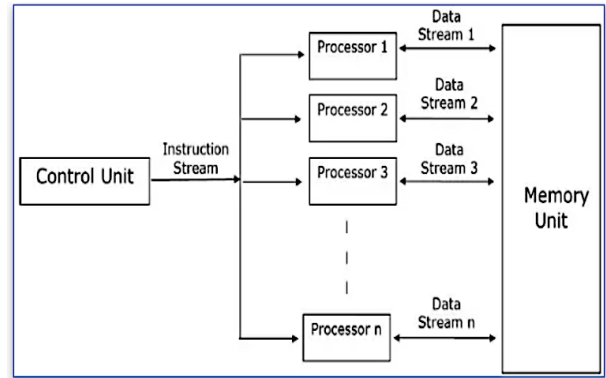 Data
Stream 1
Processor 1
Data
Stream 2
Processor 2
Instruction
Stream
Data
Stream 3
Processor 3
Control Unit
Memory
Unit
Data
Stream n
Processor n